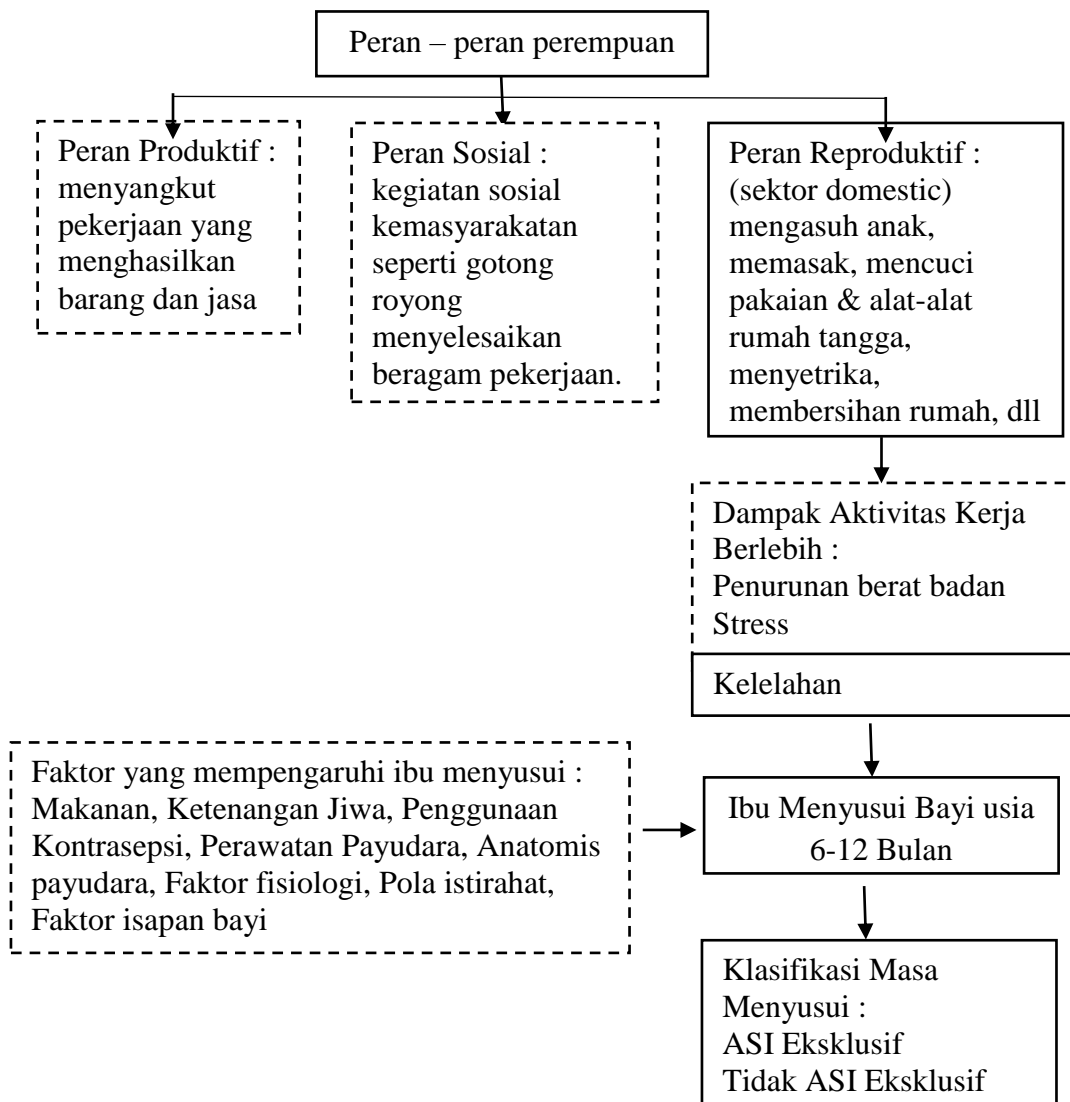 Peran – peran perempuan
Peran Produktif :
menyangkut
pekerjaan yang
menghasilkan
barang dan jasa
Peran Sosial :
kegiatan sosial
kemasyarakatan
seperti gotong
royong
menyelesaikan
beragam pekerjaan.
Peran Reproduktif :
(sektor domestic)
mengasuh anak,
memasak, mencuci
pakaian & alat-alat
rumah tangga,
menyetrika,
membersihan rumah, dll
Dampak Aktivitas Kerja
Berlebih :
Penurunan berat badan
Stress
Kelelahan
Faktor yang mempengaruhi ibu menyusui :
Makanan, Ketenangan Jiwa, Penggunaan
Kontrasepsi, Perawatan Payudara, Anatomis
payudara, Faktor fisiologi, Pola istirahat,
Faktor isapan bayi
Ibu Menyusui Bayi usia
6-12 Bulan
Klasifikasi Masa
Menyusui :
ASI Eksklusif
Tidak ASI Eksklusif